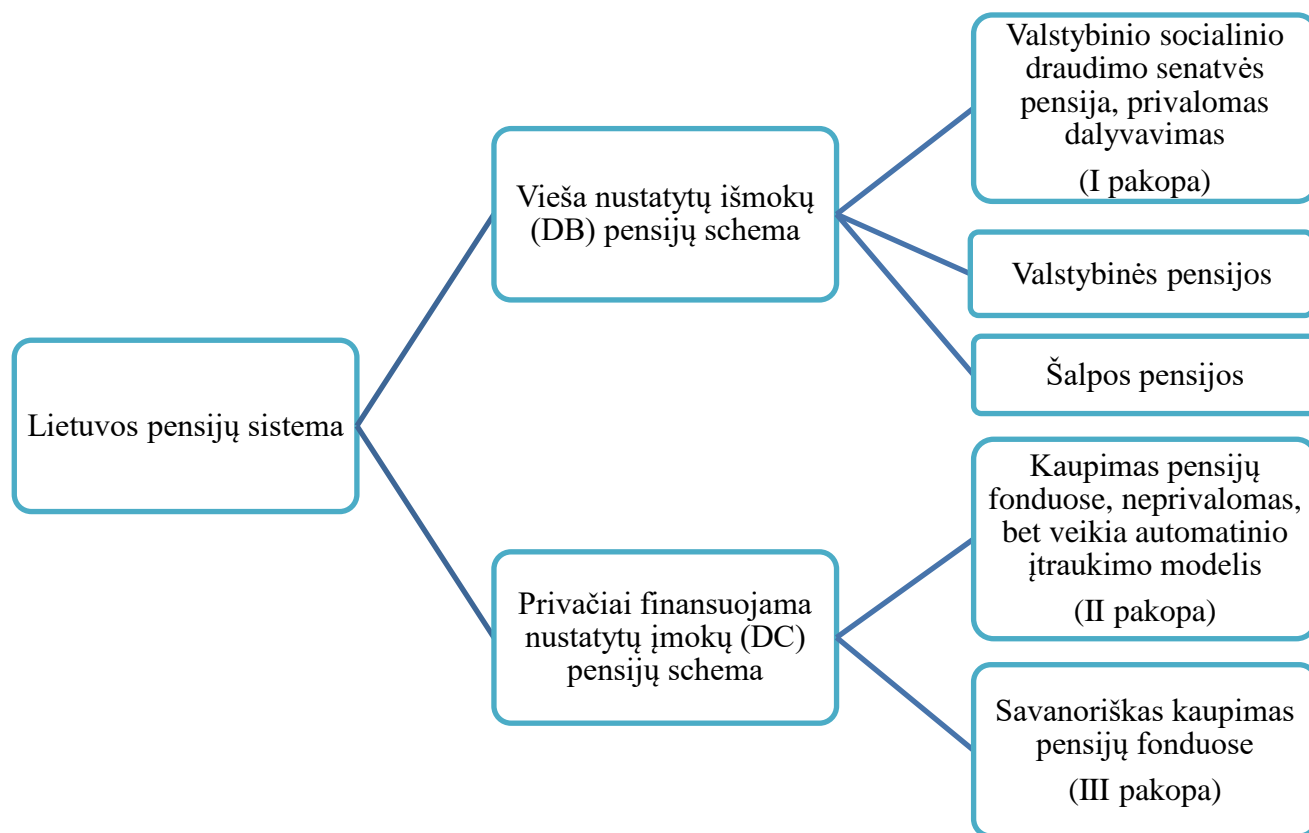 Lietuvos pensijų sistema
Vieša nustatytų išmokų
(DB) pensijų schema
Valstybinio socialinio
draudimo senatvės
pensija, privalomas
dalyvavimas
(I pakopa)
Valstybinės pensijos
Šalpos pensijos
Privačiai finansuojama
nustatytų įmokų (DC)
pensijų schema
Kaupimas pensijų
fonduose, neprivalomas,
bet veikia automatinio
įtraukimo modelis
(II pakopa)
Savanoriškas kaupimas
pensijų fonduose
(III pakopa)